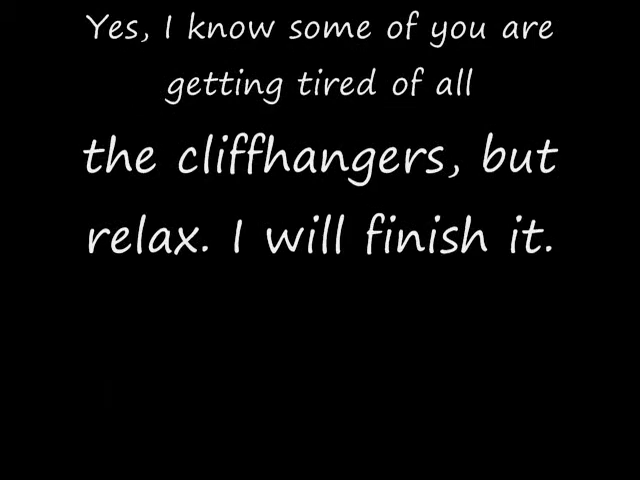 Yes, I know some of you are
getting tired of all
the cliffhangers, but
relax. I will finish it.